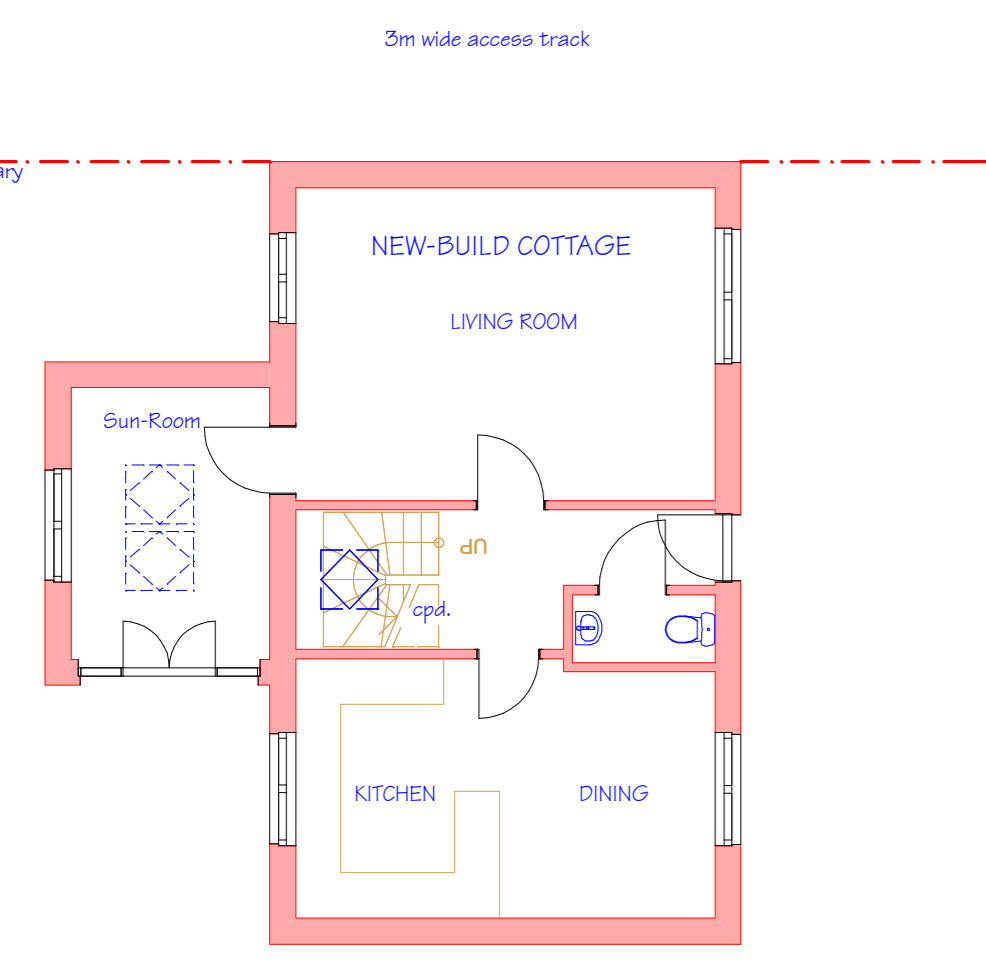 3m wide access track
ary
NEW-BUILD COTTAGE
LIVING ROOM
Sun-Room
UP
cpd.
KITCHEN
DINING